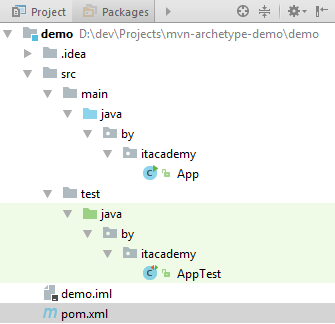 Project Packages
demo D:\dev\Projects\mvn-archetype-demo\demo
.idea
src
main
java
by
itacademy
App
test
java
by
itacademy
AppTest
demo.iml
pom.xml